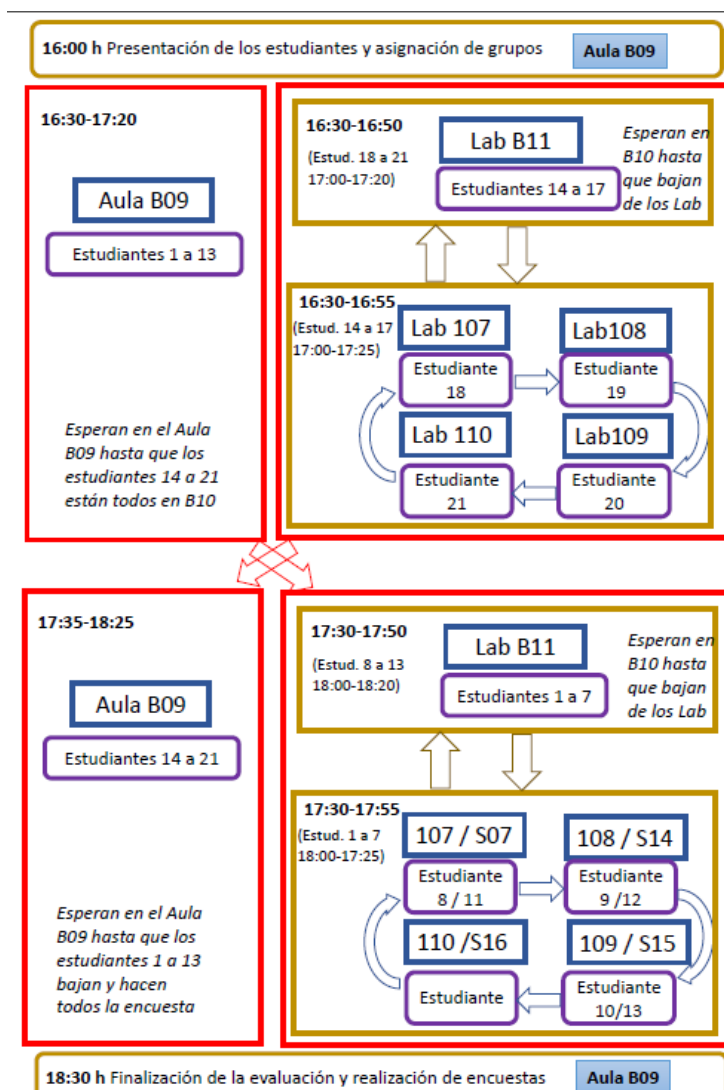 16:00 h Presentación de los estudiantes y asignación de grupos
Aula B09
16:30-17:20
Aula B09
Estudiantes 1 a 13
Esperan en el Aula
B09 hasta que los
estudiantes 14 a 21
están todos en B10
16:30-16:50
(Estud. 18 a 21
17:00-17:20)
Lab B11
Estudiantes 14 a 17
Esperan en
B10 hasta
que bajan
de los Lab
16:30-16:55
(Estud. 14 a 17
17:00-17:25)
Lab 107
Estudiante
18
Lab108
Estudiante
19
Lab 110
Estudiante
21
Lab109
Estudiante
20
17:35-18:25
Aula B09
Estudiantes 14 a 21
Esperan en el Aula
B09 hasta que los
estudiantes 1 a 13
bajan y hacen
todos la encuesta
17:30-17:50
(Estud. 8 a 13
18:00-18:20)
Lab B11
Estudiantes 1 a 7
Esperan en
B10 hasta
que bajan
de los Lab
17:30-17:55
(Estud. 1 a 7
18:00-17:25)
107 / S07
Estudiante
8 / 11
108 / S14
Estudiante
9 /12
110 /S16
Estudiante
109 / S15
Estudiante
10/13
18:30 h Finalización de la evaluación y realización de encuestas
Aula B09